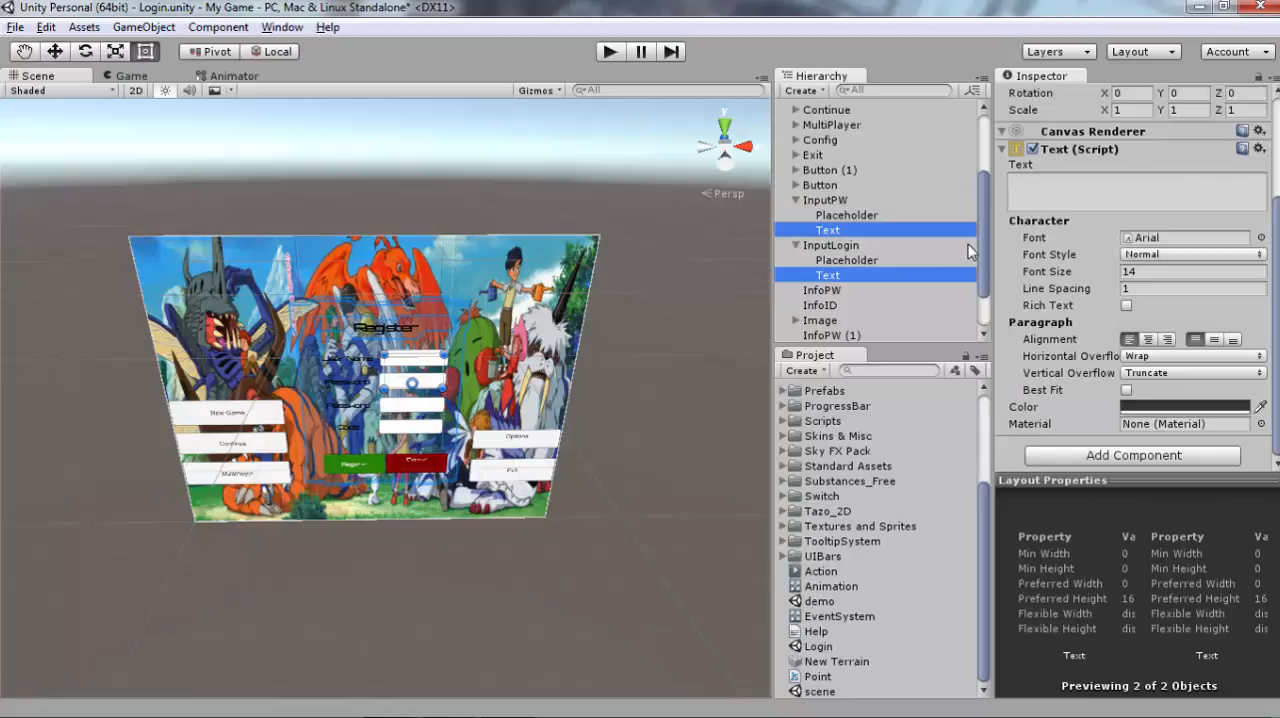 Unity Personal (64bit) - Login.unity - My Game - PC, Mac & Linux Standalone* <DX11>
File Edit Assets GameObject Component Window Help
Pivot Local Layers Layout Account
Scene Game Animator
Shaded 2D Gizmos All
Persp
Register
Password
New Game
Continue
Options
Exit
Hierarchy
Create All
Continue
MultiPlayer
Config
Exit
Button (1)
Button
InputPW
Placeholder
Text
InputLogin
Placeholder
Text
InfoPW
InfoID
Image
InfoPW (1)
Project
Create
Prefabs
ProgressBar
Scripts
Skins & Misc
Sky FX Pack
Standard Assets
Substances_Free
Switch
Tazo_2D
Textures and Sprites
TooltipSystem
UIBars
Action
Animation
demo
EventSystem
Help
Login
New Terrain
Point
scene
Inspector
Rotation X 0 Y 0 Z 0
Scale X 1 Y 1 Z 1
Canvas Renderer
Text (Script)
Text
Character
Font Arial
Font Style Normal
Font Size 14
Line Spacing 1
Rich Text
Paragraph
Alignment
Horizontal Overflo Wrap
Vertical Overflow Truncate
Best Fit
Color
Material None (Material)
Add Component
Layout Properties
Property Va Property Va
Min Width 0 Min Width 0
Min Height 0 Min Height 0
Preferred Width 0 Preferred Width 0
Preferred Height 16 Preferred Height 16
Flexible Width dis Flexible Width dis
Flexible Height dis Flexible Height dis
Text Text
Previewing 2 of 2 Objects